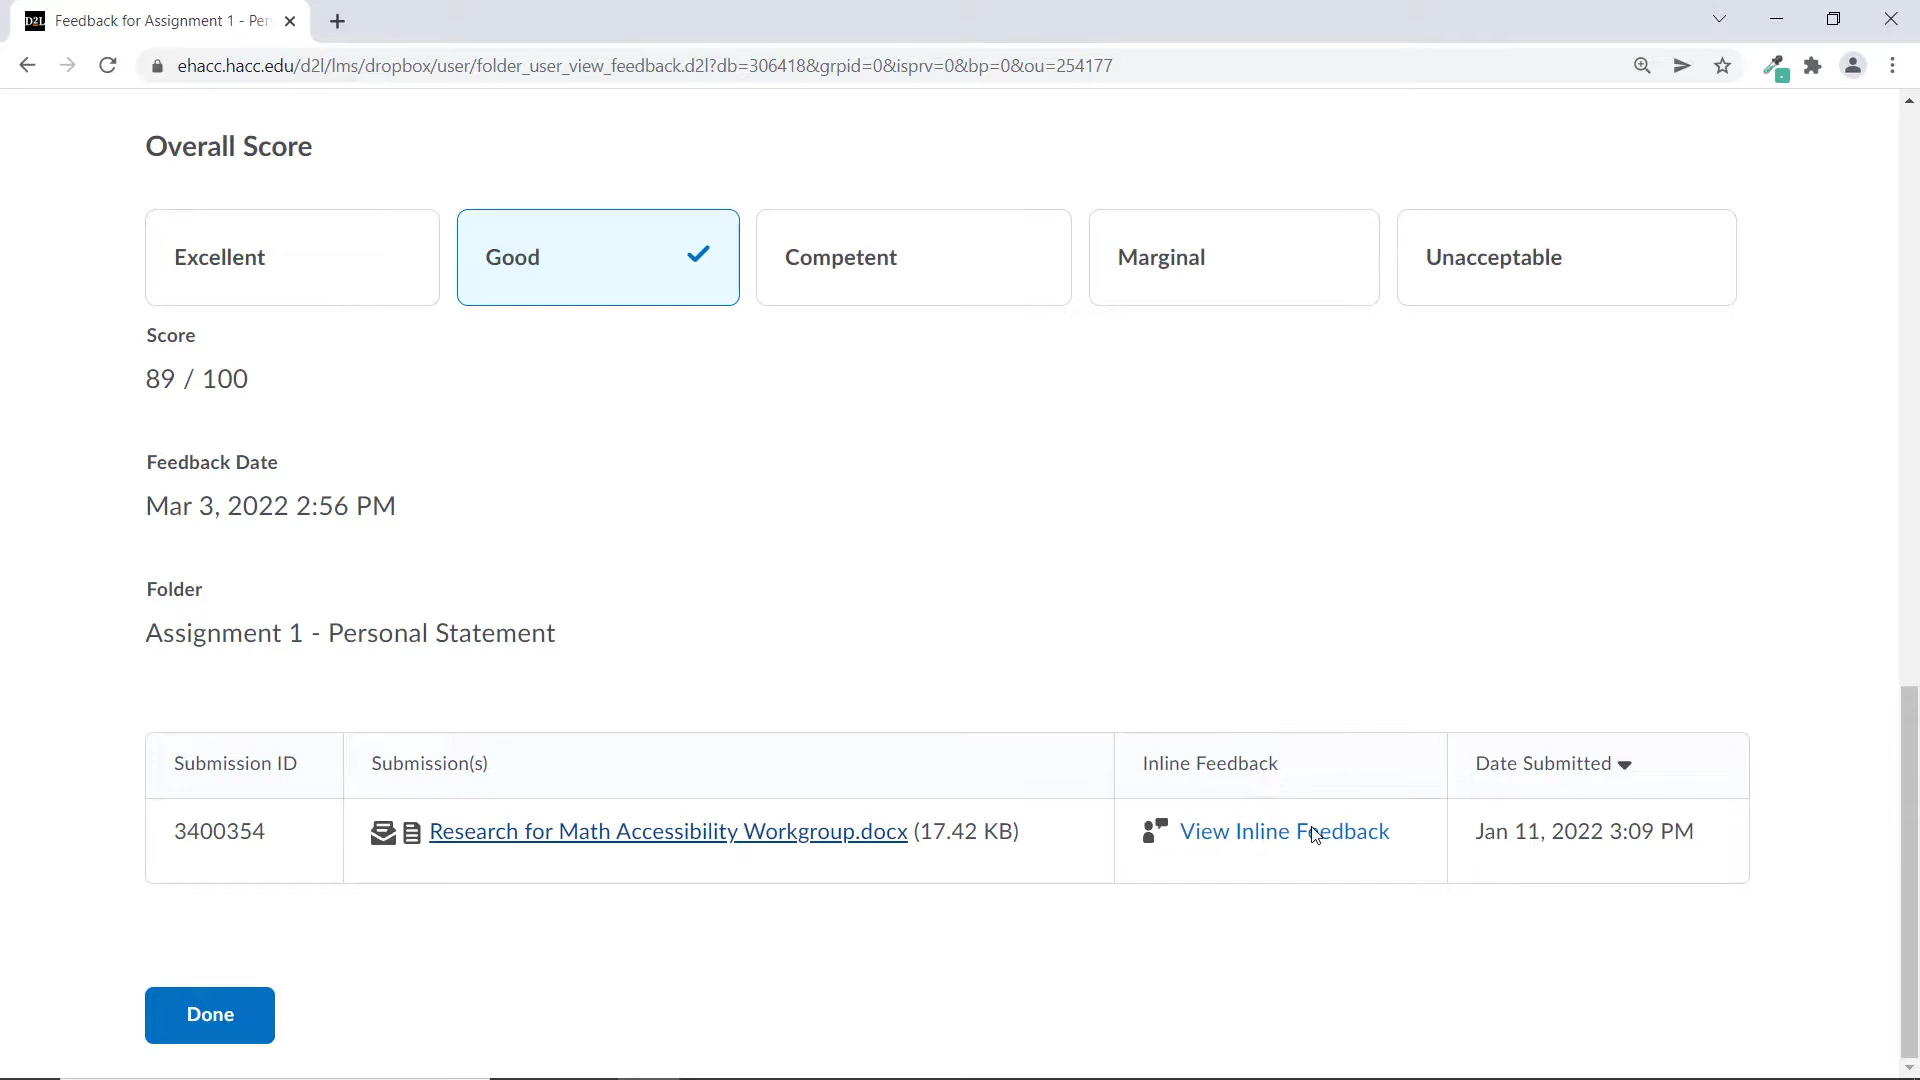 D2L Feedback for Assignment 1 - Per
ehacc.hacc.edu/d2l/lms/dropbox/user/folder_user_view_feedback.d2l?db=306418&grpid=0&isprv=0&bp=0&ou=254177
Overall Score
Excellent Good Competent Marginal Unacceptable
Score
89 / 100
Feedback Date
Mar 3, 2022 2:56 PM
Folder
Assignment 1 - Personal Statement
Submission ID Submission(s) Inline Feedback Date Submitted
3400354 Research for Math Accessibility Workgroup.docx (17.42 KB) View Inline Feedback Jan 11, 2022 3:09 PM
Done